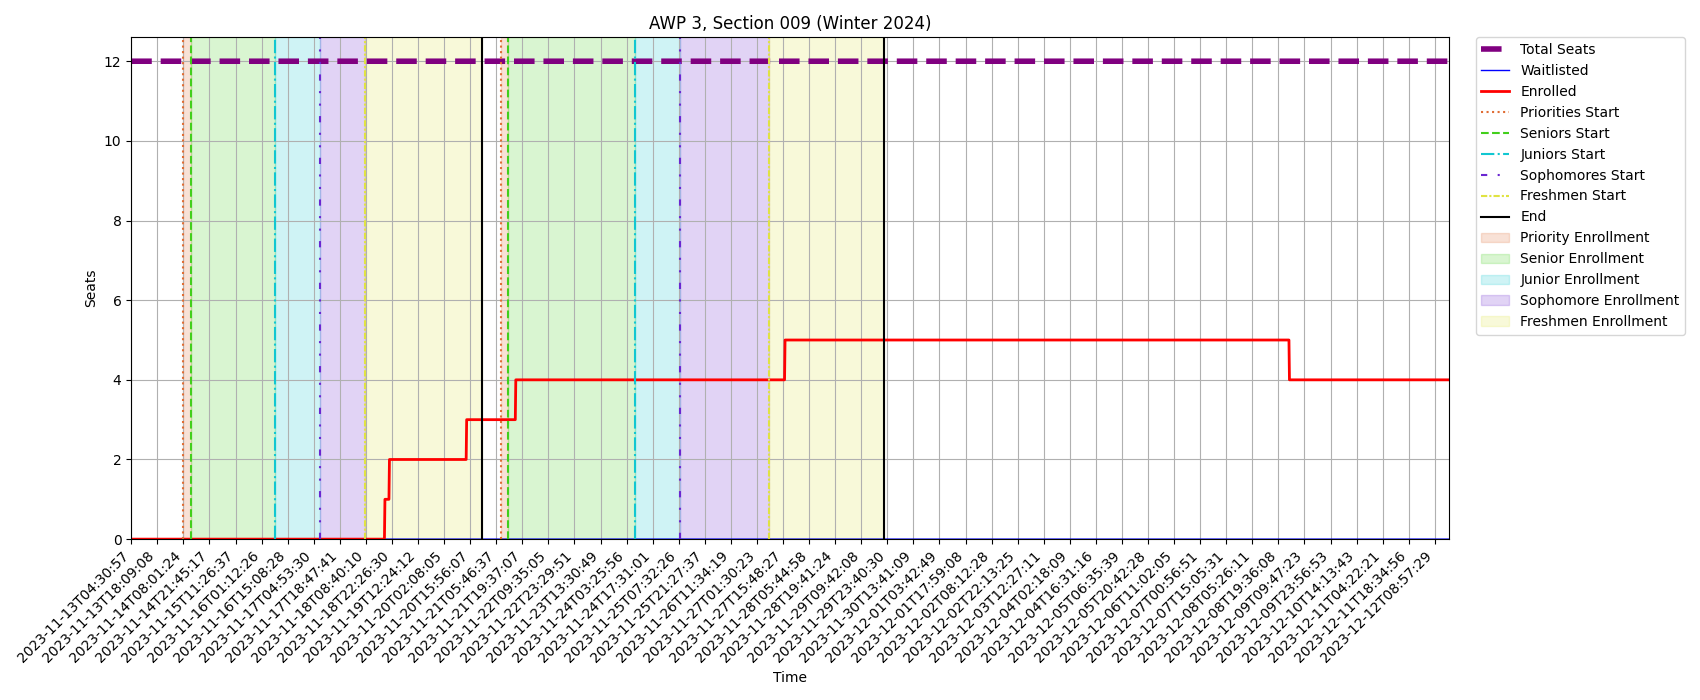 AWP 3, Section 009 (Winter 2024)
Seats
12
10
8
6
4
2
0
2023-11-13T04:30:57
2023-11-13T18:09:08
2023-11-14T08:01:24
2023-11-14T21:45:17
2023-11-15T11:26:37
2023-11-16T01:12:26
2023-11-16T15:08:28
2023-11-17T04:53:30
2023-11-17T18:47:41
2023-11-18T08:40:10
2023-11-18T22:26:30
2023-11-19T12:24:12
2023-11-20T02:08:05
2023-11-20T15:56:07
2023-11-21T05:46:37
2023-11-21T19:37:07
2023-11-22T09:35:05
2023-11-22T23:29:51
2023-11-23T13:30:49
2023-11-24T03:25:56
2023-11-24T17:31:01
2023-11-25T07:32:26
2023-11-25T21:27:37
2023-11-26T11:34:19
2023-11-27T01:30:23
2023-11-27T15:48:27
2023-11-28T05:44:58
2023-11-28T19:41:24
2023-11-29T09:42:08
2023-11-29T23:40:30
2023-11-30T13:41:09
2023-12-01T03:42:49
2023-12-01T17:59:08
2023-12-02T08:12:28
2023-12-02T22:13:25
2023-12-03T12:27:11
2023-12-04T02:18:09
2023-12-04T16:31:16
2023-12-05T06:35:39
2023-12-05T20:42:28
2023-12-06T11:02:05
2023-12-07T00:56:51
2023-12-07T15:05:31
2023-12-08T05:26:11
2023-12-08T19:36:08
2023-12-09T09:47:23
2023-12-09T23:56:53
2023-12-10T14:13:43
2023-12-11T04:22:21
2023-12-11T18:34:56
2023-12-12T08:57:29
Time
Total Seats
Waitlisted
Enrolled
Priorities Start
Seniors Start
Juniors Start
Sophomores Start
Freshmen Start
End
Priority Enrollment
Senior Enrollment
Junior Enrollment
Sophomore Enrollment
Freshmen Enrollment